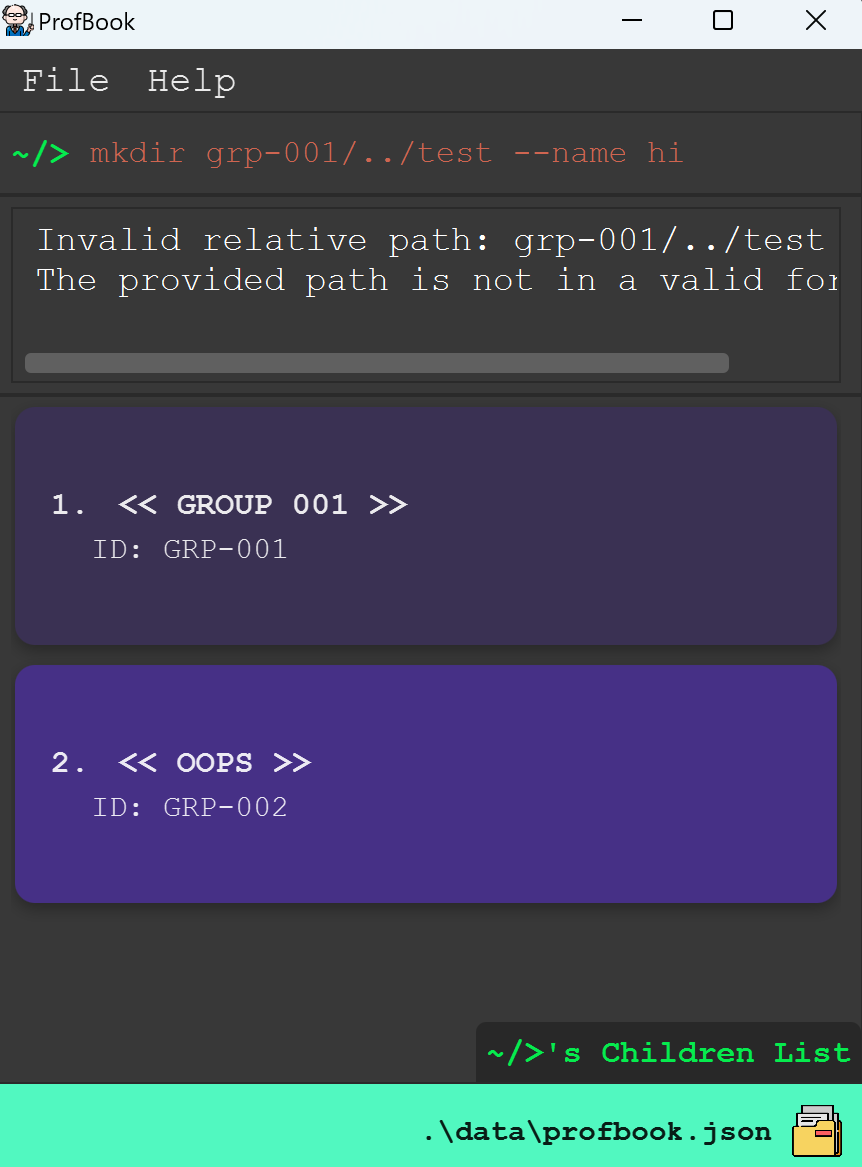 ProfBook
File Help
~/> mkdir grp-001/../test --name hi
Invalid relative path: grp-001/../test
The provided path is not in a valid
1. << GROUP 001 >>
ID: GRP-001
2. << OOPS >>
ID: GRP-002
~/>'s Children List
.\data\profbook.json